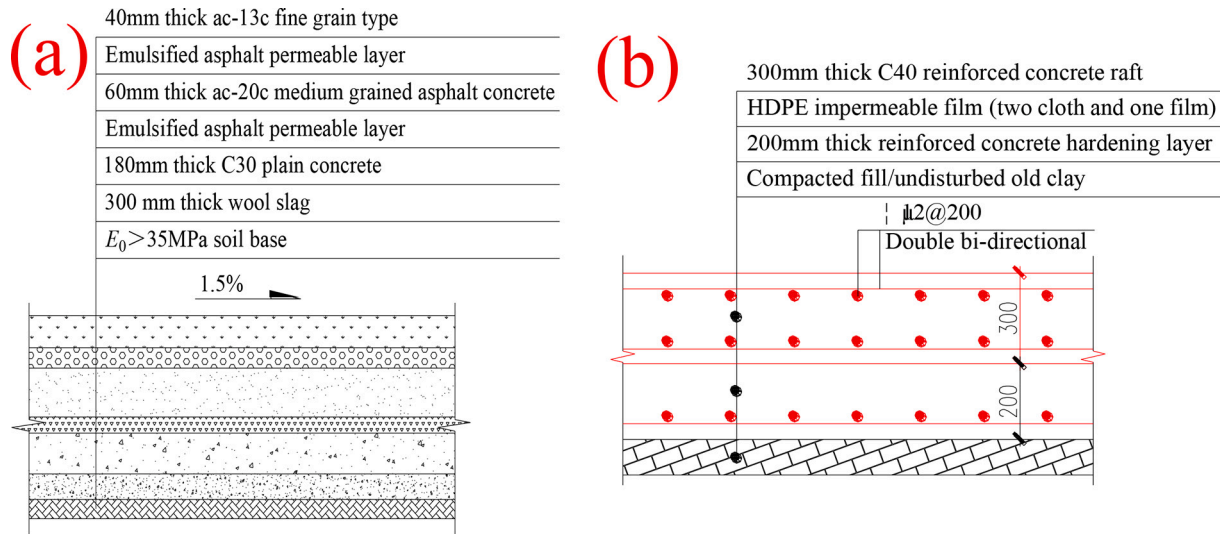 (a)
40mm thick ac-13c fine grain type
Emulsified asphalt permeable layer
60mm thick ac-20c medium grained asphalt concrete
Emulsified asphalt permeable layer
180mm thick C30 plain concrete
300 mm thick wool slag
E0>35MPa soil base
1.5%
(b)
300mm thick C40 reinforced concrete raft
HDPE impermeable film (two cloth and one film)
200mm thick reinforced concrete hardening layer
Compacted fill/undisturbed old clay
@200
Double bi-directional
300
200